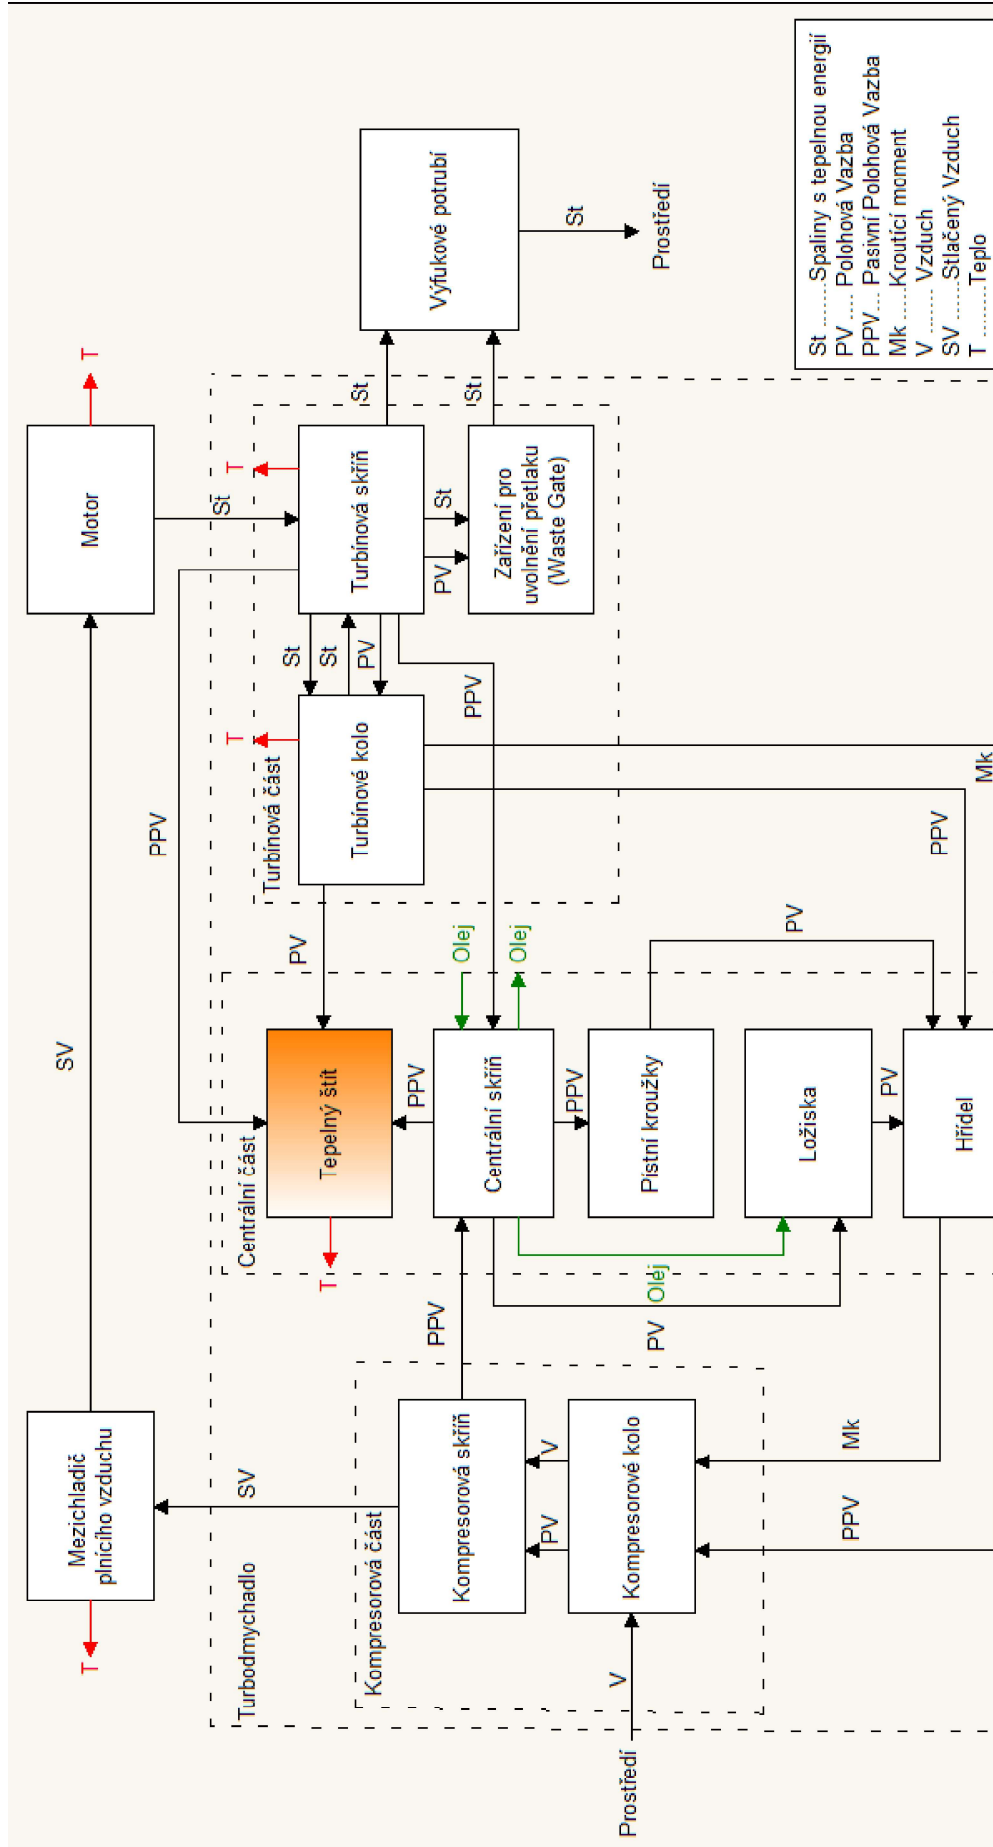 T
Mezichladič
plnícího vzduchu
SV
Motor
T
SV
PPV
St
Turbodmychadlo
Centrální část
T
Tepelný štít
PV
Turbínová část
T
T
Turbínové kolo
St
St
PV
Turbínová skříň
St
Výfukové potrubí
St
Prostředí
Kompresorová část
Kompresorová skříň
PPV
PPV
Centrální skříň
Olej
Olej
PPV
PV
St
St
PV
V
PPV
Zařízení pro
uvolnění přetlaku
(Waste Gate)
Prostředí
V
Kompresorové kolo
PV
Olej
Pístní kroužky
PV
Ložiska
PV
PPV
Mk
Hřídel
PPV
Mk
St ........Spaliny s tepelnou energií
PV .... Polohová Vazba
PPV... Pasivní Polohová Vazba
Mk .....Kroutící moment
V ........ Vzduch
SV ......Stlačený Vzduch
T .........Teplo